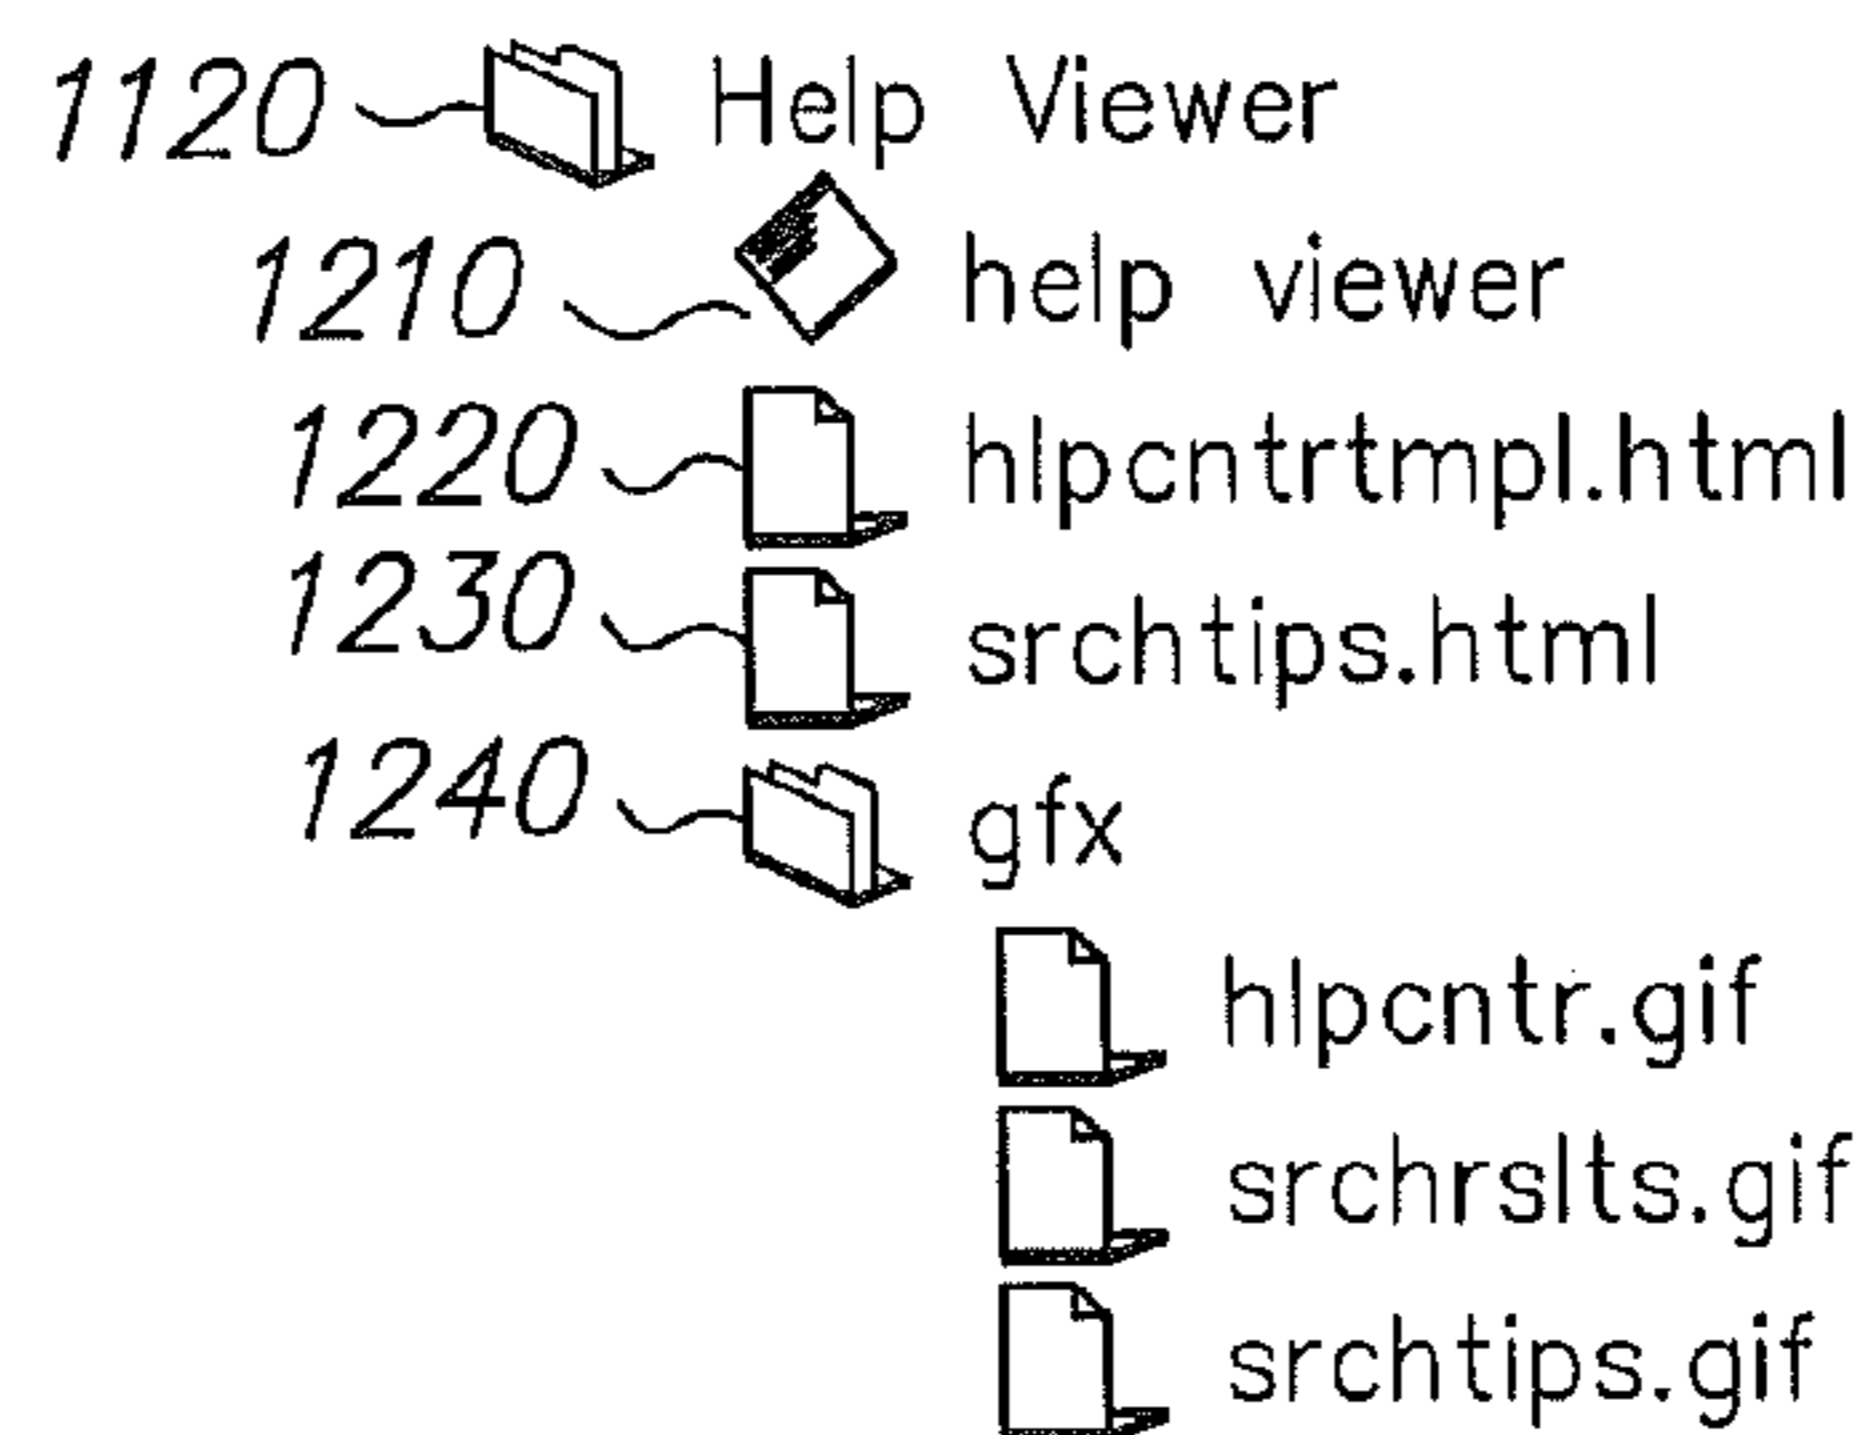 1120 Help Viewer
1210 help viewer
1220 hlpcntrtmpl.html
1230 srchtips.html
1240 gfx
hlpcntr.gif
srchrslts.gif
srchtips.gif